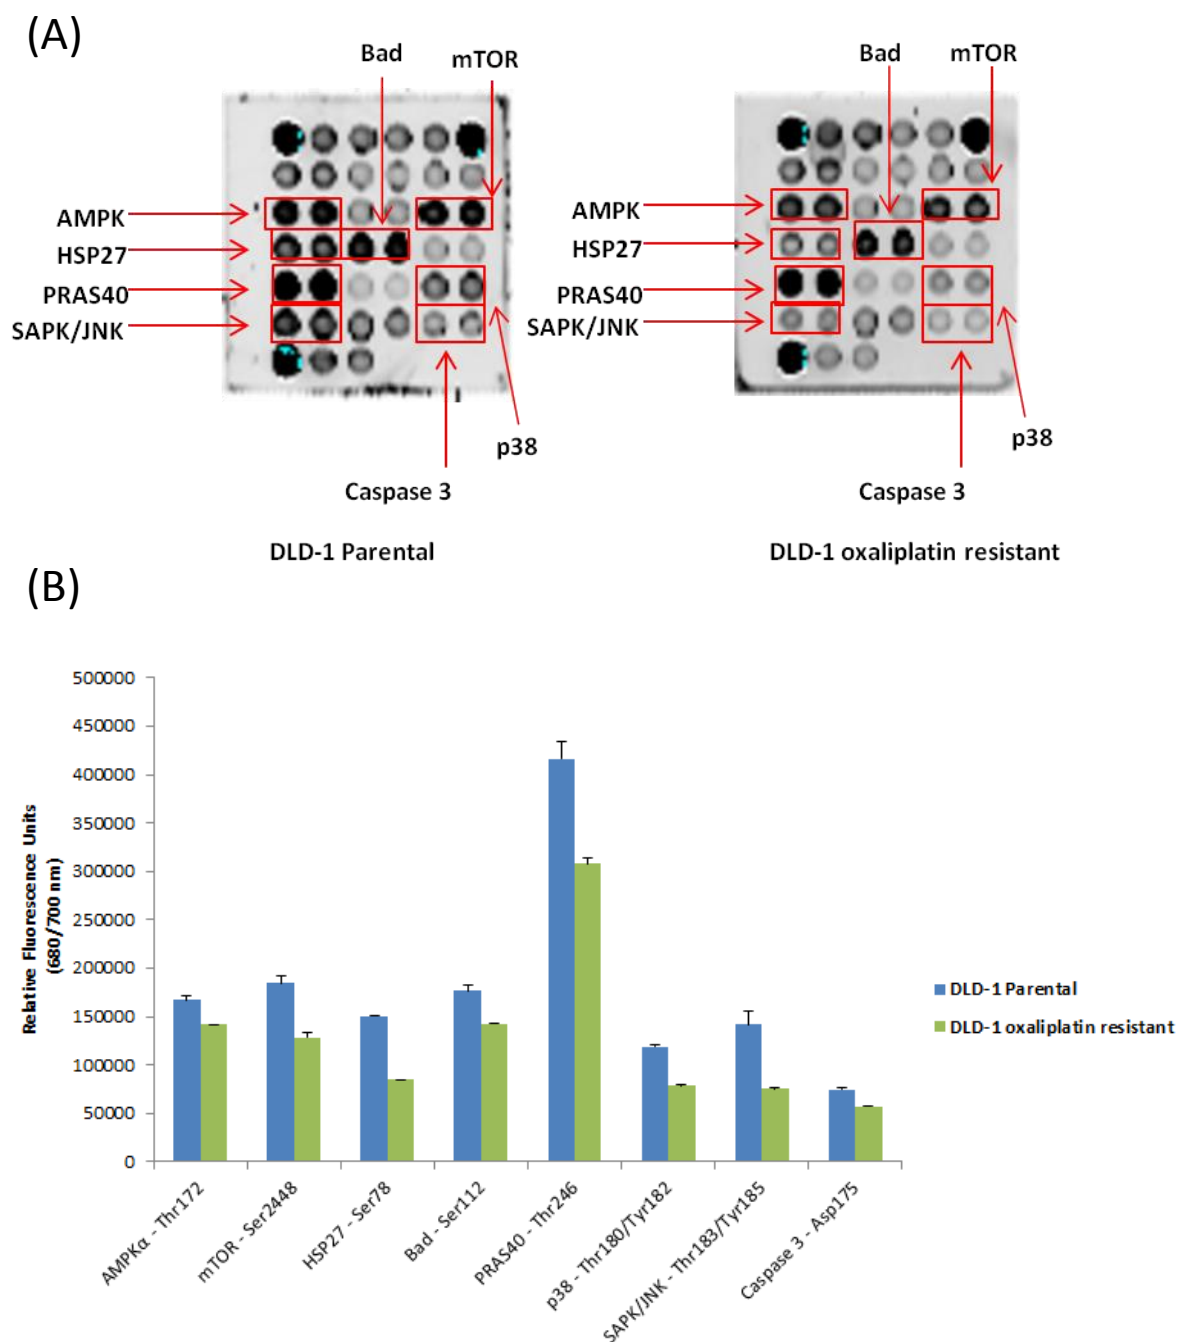 (A)
Bad
mTOR
AMPK
HSP27
PRAS40
SAPK/JNK
p38
Caspase 3
DLD-1 Parental
Bad
mTOR
AMPK
HSP27
PRAS40
SAPK/JNK
p38
Caspase 3
DLD-1 oxaliplatin resistant
(B)
Relative Fluorescence Units
(680/700 nm)
500000
450000
400000
350000
300000
250000
200000
150000
100000
50000
0
AMPKα - Thr172
mTOR - Ser2448
HSP27 - Ser78
Bad - Ser112
PRAS40 - Thr246
p38 - Thr180/Tyr182
SAPK/JNK - Thr183/Tyr185
Caspase 3 - Asp175
DLD-1 Parental
DLD-1 oxaliplatin resistant